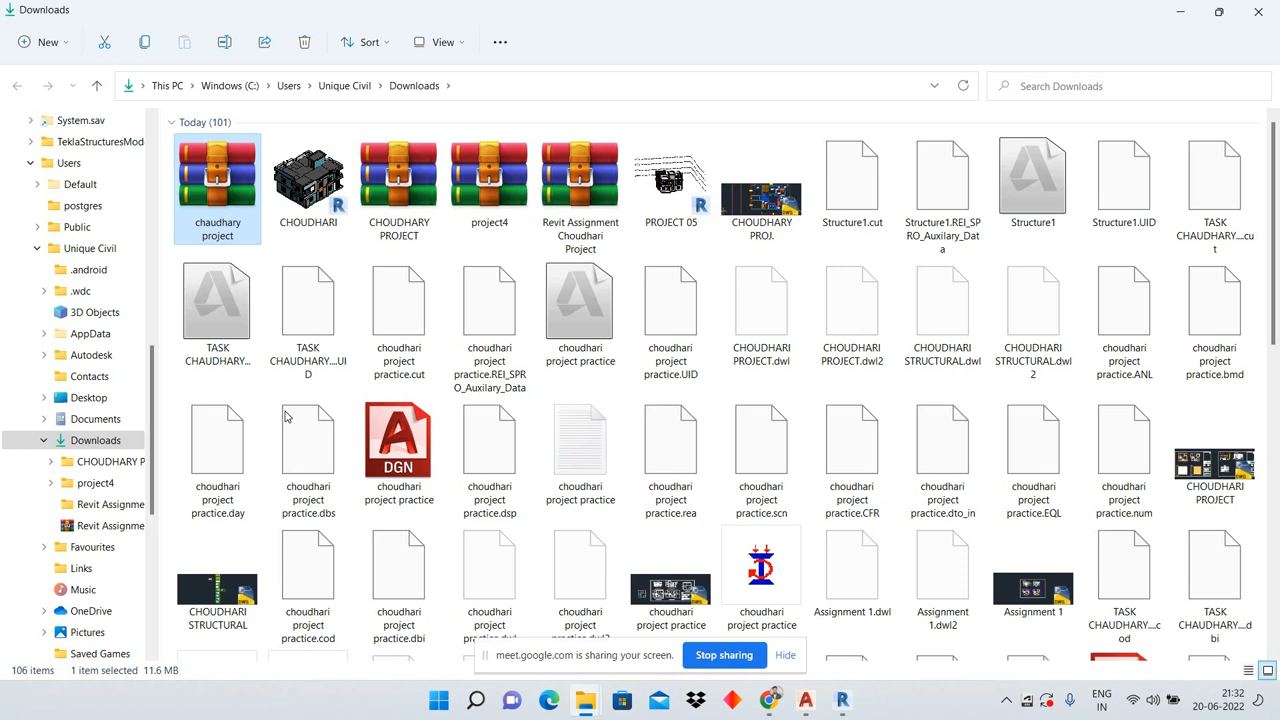 Downloads
New
Sort
View
This PC
Windows (C:)
Users
Unique Civil
Downloads
Search Downloads
System.sav
TeklaStructuresMod
Users
Default
postgres
Public
Unique Civil
.android
.wdc
3D Objects
AppData
Autodesk
Contacts
Desktop
Documents
Downloads
CHOUDHARY P
project4
Revit Assignme
Revit Assignme
Favourites
Links
Music
OneDrive
Pictures
Saved Games
Today (101)
chaudhary
project
CHOUDHARI
CHOUDHARY
PROJECT
project4
Revit Assignment
Choudhari
Project
PROJECT 05
CHOUDHARY
PROJ.
Structure1.cut
Structure1.REI_SP
RO_Auxilary_Dat
a
Structure1
Structure1.UID
TASK
CHAUDHARY....cu
t
TASK
CHAUDHARY...
TASK
CHAUDHARY....UI
D
choudhari
project
practice.cut
choudhari
project
practice.REI_SPR
O_Auxilary_Data
choudhari
project practice
choudhari
project
practice.UID
CHOUDHARI
PROJECT.dwl
CHOUDHARI
PROJECT.dwl2
CHOUDHARI
STRUCTURAL.dwl
CHOUDHARI
STRUCTURAL.dwl
2
choudhari
project
practice.ANL
choudhari
project
practice.bmd
choudhari
project
practice.day
choudhari
project
practice.dbs
DGN
choudhari
project practice
choudhari
project
practice.dsp
choudhari
project practice
choudhari
project
practice.rea
choudhari
project
practice.scn
choudhari
project
practice.CFR
choudhari
project
practice.dto_in
choudhari
project
practice.EQL
choudhari
project
practice.num
CHOUDHARI
PROJECT
CHOUDHARI
STRUCTURAL
choudhari
project
practice.cod
choudhari
project
practice.dbi
choudhari
project
practice.dwl
choudhari
project
practice.dwl2
choudhari
project practice
choudhari
project practice
Assignment 1.dwl
Assignment
1.dwl2
Assignment 1
TASK
CHAUDHARY....c
od
TASK
CHAUDHARY....d
bi
meet.google.com is sharing your screen.
Stop sharing
Hide
106 items
1 item selected
11.6 MB
ENG
IN
21:32
20-06-2022